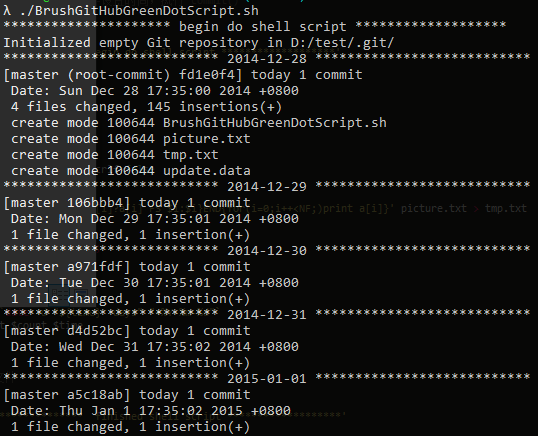 λ ./BrushGitHubGreenDotScript.sh
******************** begin do shell script ********************
Initialized empty Git repository in D:/test/.git/
*************************** 2014-12-28 ***************************
[master (root-commit) fd1e0f4] today 1 commit
Date: Sun Dec 28 17:35:00 2014 +0800
4 files changed, 145 insertions(+)
create mode 100644 BrushGitHubGreenDotScript.sh
create mode 100644 picture.txt
create mode 100644 tmp.txt
create mode 100644 update.data
*************************** 2014-12-29 ***************************
[master 106bbb4] today 1 commit
i=0;i++<NF;)print a[i]}' picture.txt > tmp.txt
Date: Mon Dec 29 17:35:01 2014 +0800
1 file changed, 1 insertion(+)
*************************** 2014-12-30 ***************************
[master a971fdf] today 1 commit
Date: Tue Dec 30 17:35:01 2014 +0800
1 file changed, 1 insertion(+)
*************************** 2014-12-31 ***************************
[master d4d52bc] today 1 commit
Date: Wed Dec 31 17:35:02 2014 +0800
1 file changed, 1 insertion(+)
*************************** 2015-01-01 ***************************
[master a5c18ab] today 1 commit
Date: Thu Jan 1 17:35:02 2015 +0800
1 file changed, 1 insertion(+)